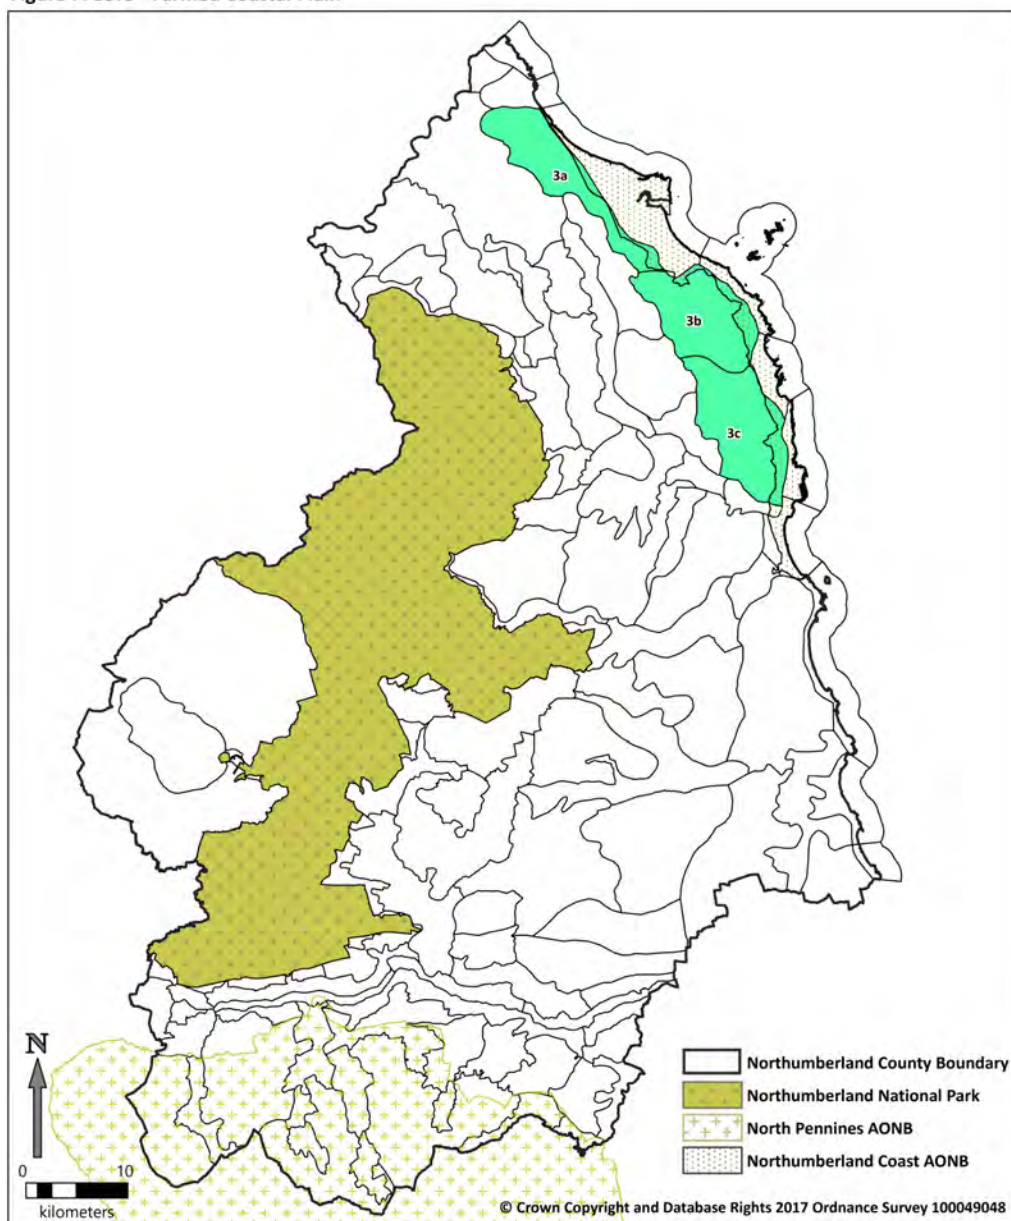 3a
3b
3c
N
0 10
kilometers
Northumberland County Boundary
Northumberland National Park
North Pennines AONB
Northumberland Coast AONB
© Crown Copyright and Database Rights 2017 Ordnance Survey 100049048